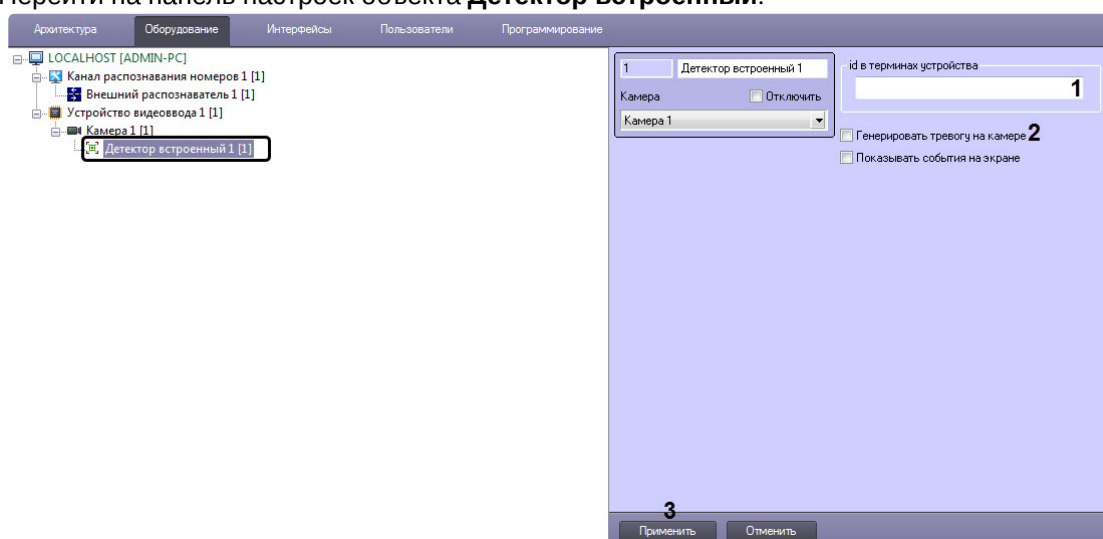 Перейти на панель настроек объекта Детектор встроенный.
Архитектура Оборудование Интерфейсы Пользователи Программирование
LOCALHOST [ADMIN-PC]
Канал распознавания номеров 1 [1]
Внешний распознаватель 1 [1]
Устройство видеоввода 1 [1]
Камера 1 [1]
Детектор встроенный 1 [1]
1 Детектор встроенный 1
Камера Отключить
Камера 1
id в терминах устройства
1
Генерировать тревогу на камере 2
Показывать события на экране
3
Применить Отменить